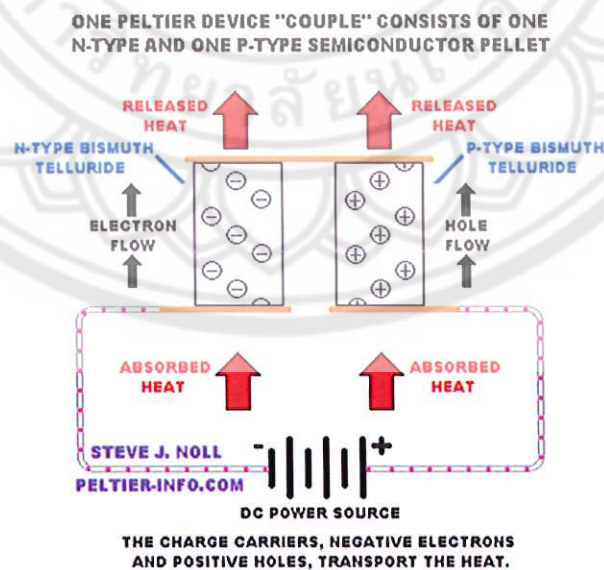 ONE PELTIER DEVICE "COUPLE" CONSISTS OF ONE
N-TYPE AND ONE P-TYPE SEMICONDUCTOR PELLET
RELEASED
HEAT
RELEASED
HEAT
N-TYPE BISMUTH
TELLURIDE
P-TYPE BISMUTH
TELLURIDE
ELECTRON
FLOW
HOLE
FLOW
ABSORBED
HEAT
ABSORBED
HEAT
- +
STEVE J. NOLL
PELTIER-INFO.COM
DC POWER SOURCE
THE CHARGE CARRIERS, NEGATIVE ELECTRONS
AND POSITIVE HOLES, TRANSPORT THE HEAT.